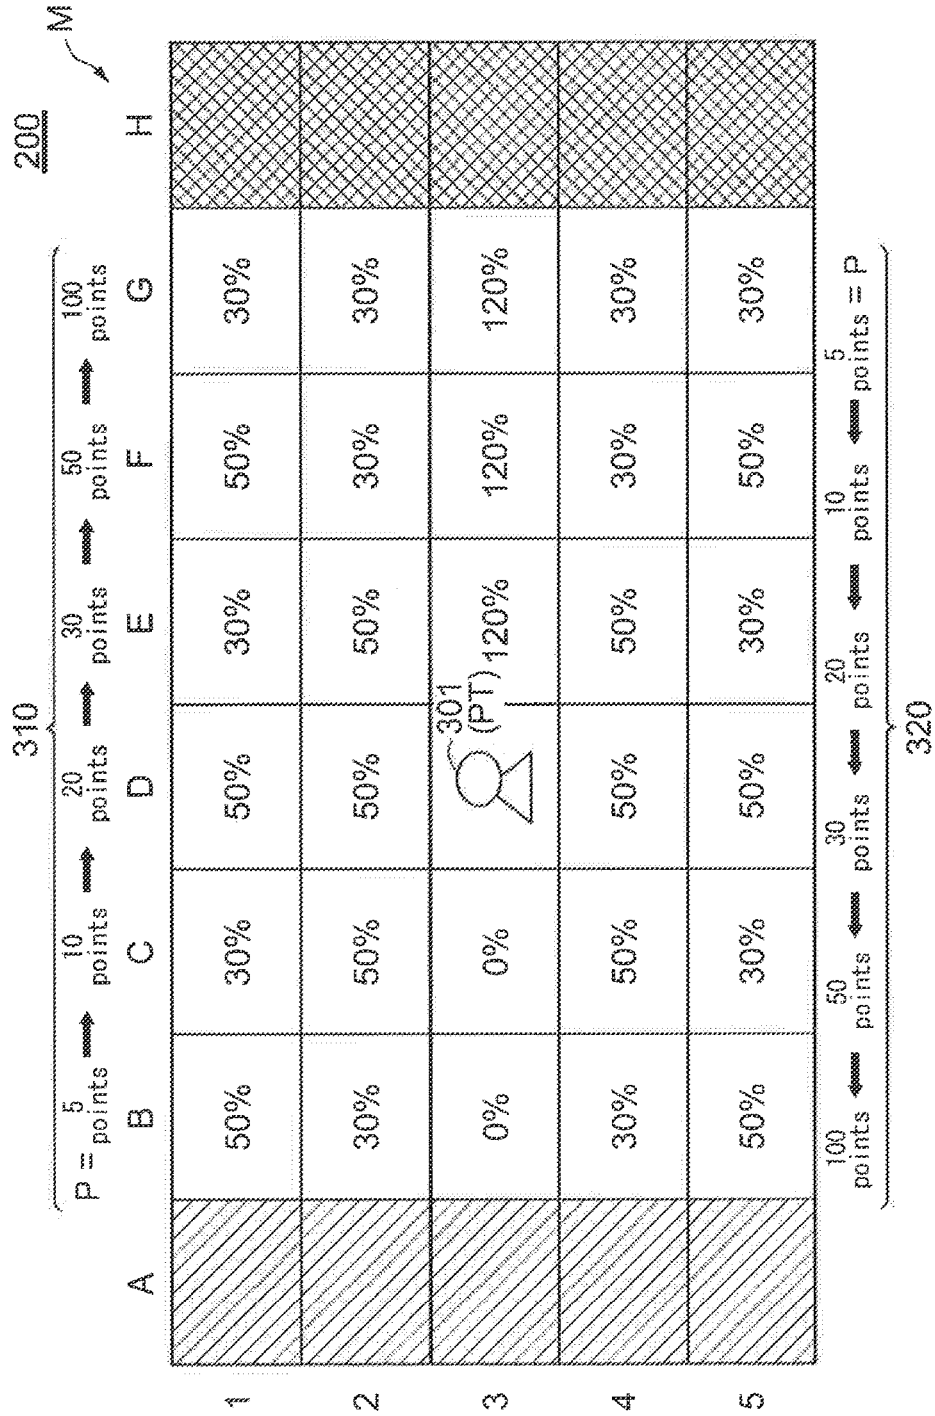 200
M
310
P = 5 points → 10 points → 20 points → 30 points → 50 points → 100 points
A B C D E F G H
1 50% 30% 50% 30% 50% 30%
2 30% 50% 50% 50% 30% 30%
3 0% 0% 301 (PT) 120% 120% 120%
4 30% 50% 50% 50% 30% 30%
5 50% 30% 50% 30% 50% 30%
100 points ← 50 points ← 30 points ← 20 points ← 10 points ← 5 points = P
320